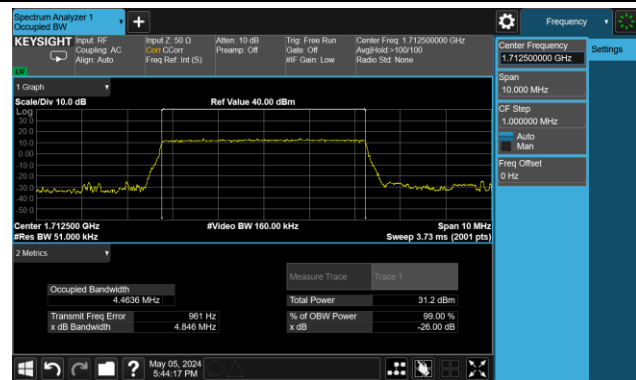 Spectrum Analyzer 1
Occupied BW
Frequency
KEYSIGHT
Input: RF
Coupling: AC
Align: Auto
Input Z: 50 Ω
Corr CCorr
Freq Ref: Int (S)
Atten: 10 dB
Preamp: Off
Trig: Free Run
Gate: Off
#IF Gain: Low
Center Freq: 1.712500000 GHz
Avg|Hold:>100/100
Radio Std: None
Center Frequency
1.712500000 GHz
Settings
Span
10.000 MHz
CF Step
1.000000 MHz
Auto
Man
Freq Offset
0 Hz
1 Graph
Scale/Div 10.0 dB
Ref Value 40.00 dBm
Log
30.0
20.0
10.0
0.00
-10.0
-20.0
-30.0
-40.0
-50.0
Center 1.712500 GHz
#Video BW 160.00 kHz
Span 10 MHz
#Res BW 51.000 kHz
Sweep 3.73 ms (2001 pts)
2 Metrics
Measure Trace
Trace 1
Occupied Bandwidth
4.4636 MHz
Total Power
31.2 dBm
Transmit Freq Error
961 Hz
% of OBW Power
99.00 %
x dB Bandwidth
4.846 MHz
x dB
-26.00 dB
?
May 05, 2024
5:44:17 PM